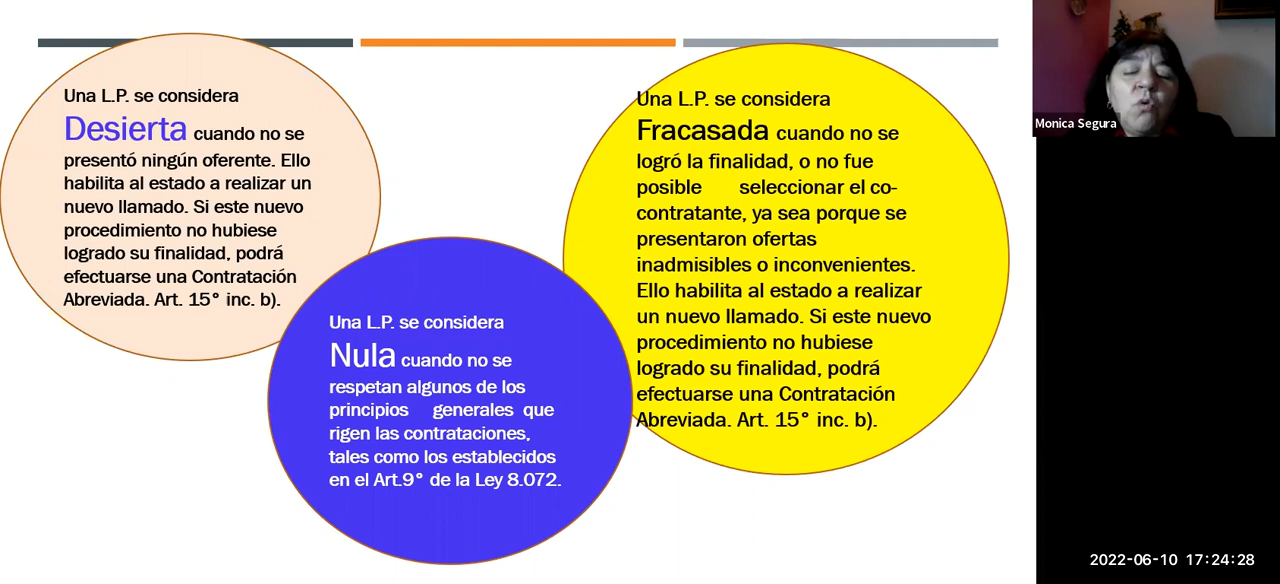 Una L.P. se considera
Desierta cuando no se
presentó ningún oferente. Ello
habilita al estado a realizar un
nuevo llamado. Si este nuevo
procedimiento no hubiese
logrado su finalidad, podrá
efectuarse una Contratación
Abreviada. Art. 15° inc. b).
Una L.P. se considera
Nula cuando no se
respetan algunos de los
principios generales que
rigen las contrataciones,
tales como los establecidos
en el Art.9° de la Ley 8.072.
Una L.P. se considera
Fracasada cuando no se
logró la finalidad, o no fue
posible seleccionar el co-
contratante, ya sea porque se
presentaron ofertas
inadmisibles o inconvenientes.
Ello habilita al estado a realizar
un nuevo llamado. Si este nuevo
procedimiento no hubiese
logrado su finalidad, podrá
efectuarse una Contratación
Abreviada. Art. 15° inc. b).
Monica Segura
2022-06-10 17:24:28